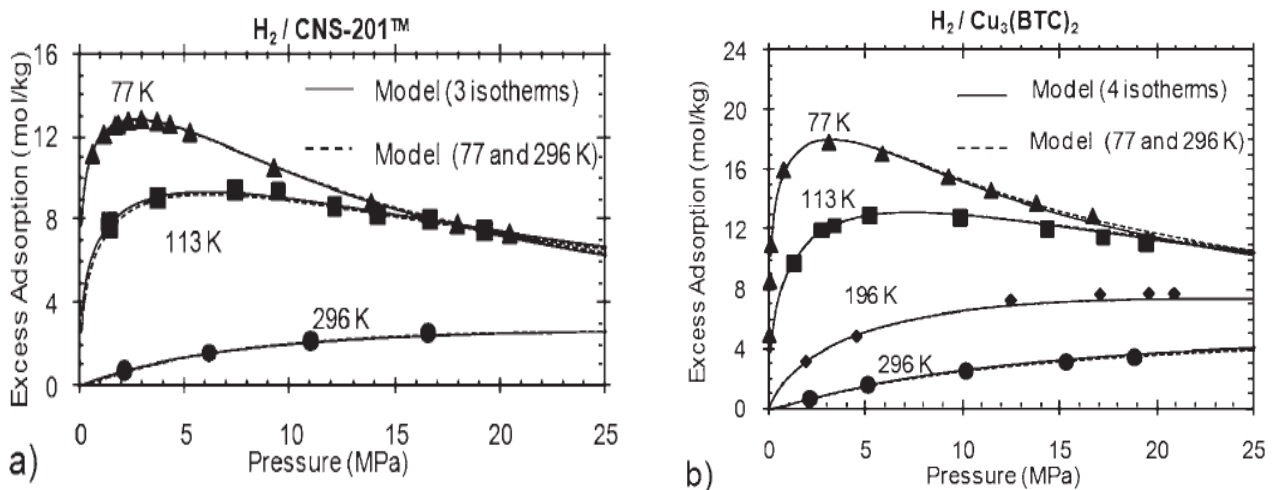 H₂ / CNS-201™
Excess Adsorption (mol/kg)
16
12
8
4
0
77 K
Model (3 isotherms)
Model (77 and 296 K)
113 K
296 K
0 5 10 15 20 25
Pressure (MPa)
a)
H₂ / Cu₃(BTC)₂
Excess Adsorption (mol/kg)
24
20
16
12
8
4
0
77 K
Model (4 isotherms)
Model (77 and 296K)
113 K
196 K
296 K
0 5 10 15 20 25
Pressure (MPa)
b)